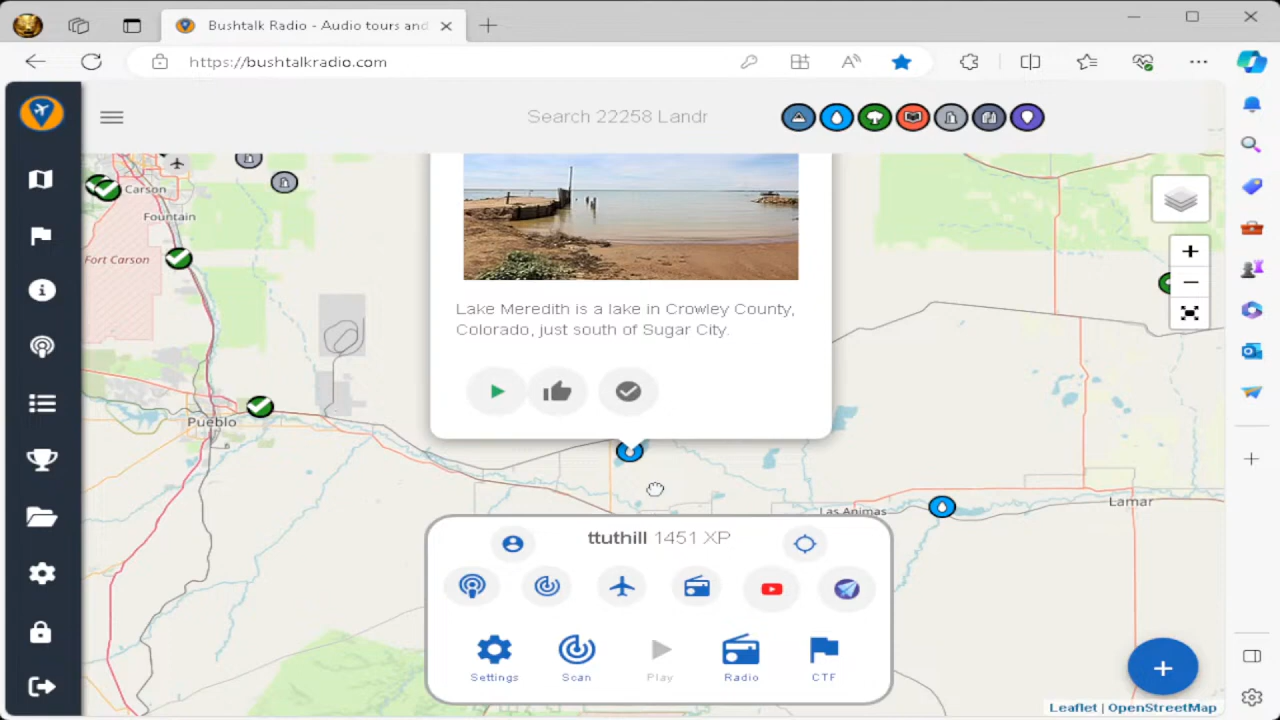 Bushtalk Radio - Audio tours and
https://bushtalkradio.com
Search 22258 Landr
Carson
Fountain
Fort Carson
Pueblo
Lake Meredith is a lake in Crowley County,
Colorado, just south of Sugar City.
Las Animas
Lamar
ttuthill 1451 XP
Settings
Scan
Play
Radio
CTF
Leaflet | OpenStreetMap